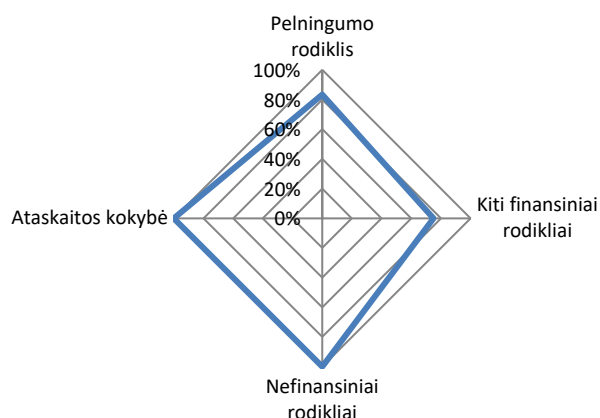 Pelningumo
rodiklis
100%
80%
60%
40%
20%
0%
Ataskaitos kokybė
Kiti finansiniai
rodikliai
Nefinansiniai
rodikliai